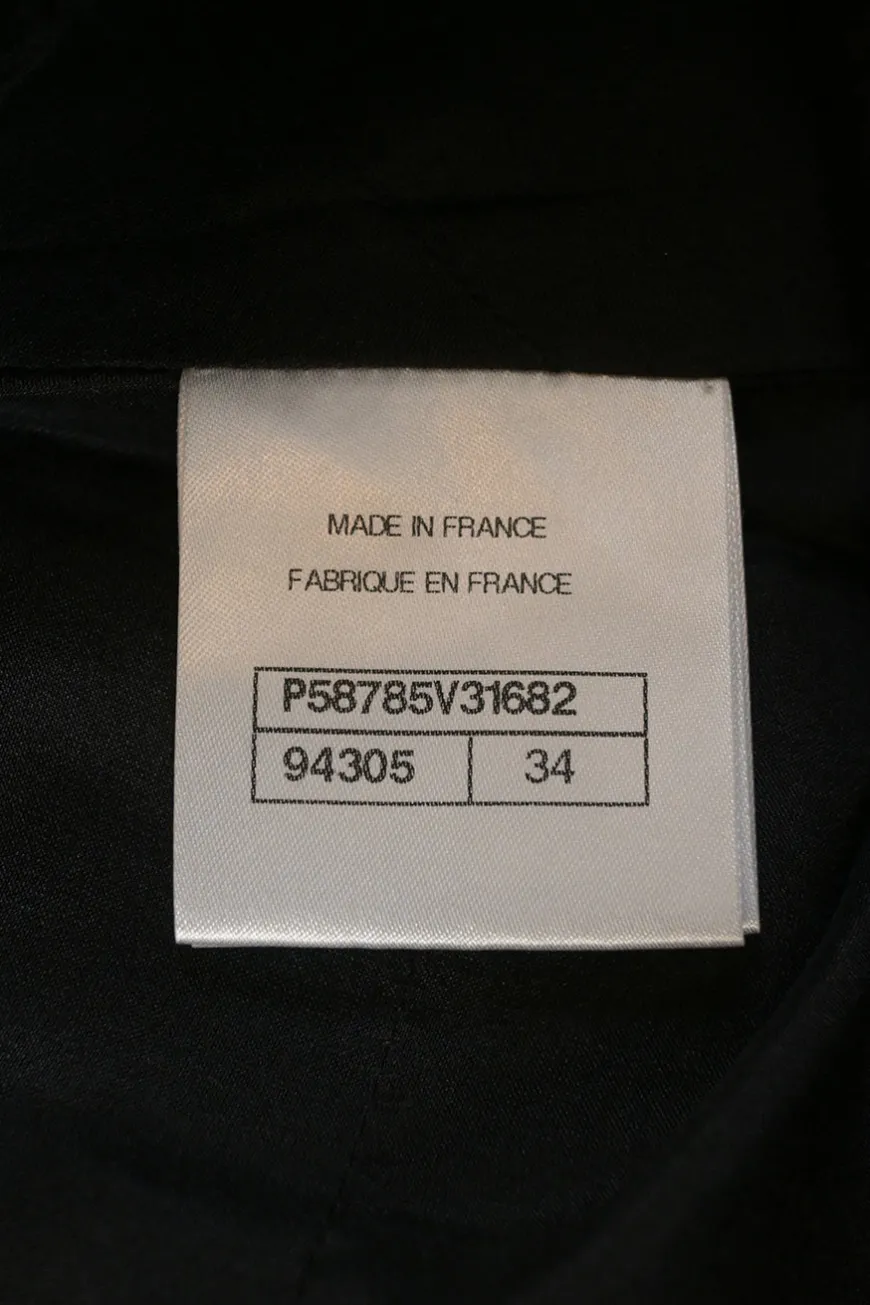 MADE IN FRANCE
FABRIQUE EN FRANCE
P58785V31682
94305 34